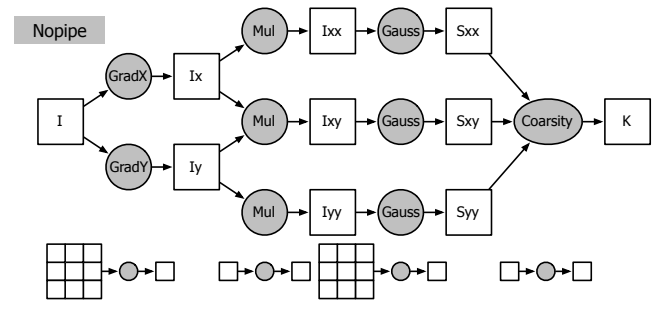 Nopipe
Mul Ixx Gauss Sxx
GradX Ix
I Mul Ixy Gauss Sxy Coarsity K
GradY Iy
Mul Iyy Gauss Syy